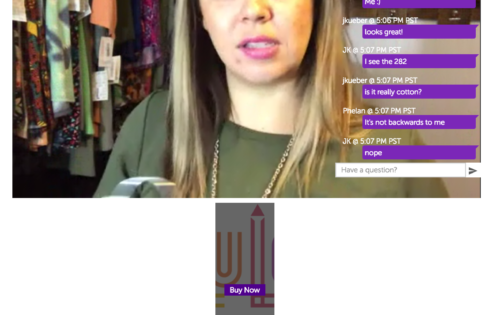 Me :)
jkueber @ 5:06 PM PST
looks great!
JK @ 5:07 PM PST
I see the 282
jkueber @ 5:07 PM PST
is it really cotton?
Phelan @ 5:07 PM PST
It's not backwards to me
JK @ 5:07 PM PST
nope
Have a question?
Buy Now